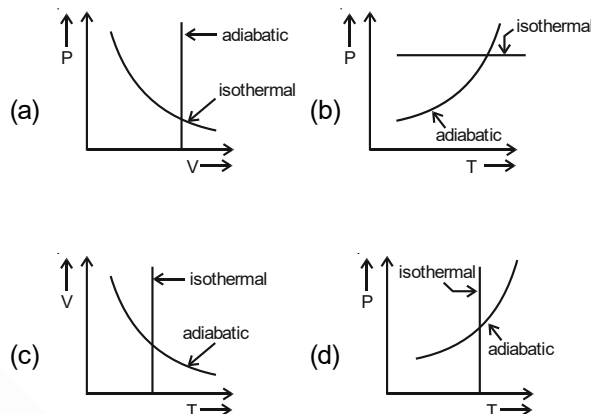 (a)
P
adiabatic
isothermal
V
(b)
P
isothermal
adiabatic
T
(c)
V
isothermal
adiabatic
T
(d)
P
isothermal
adiabatic
T